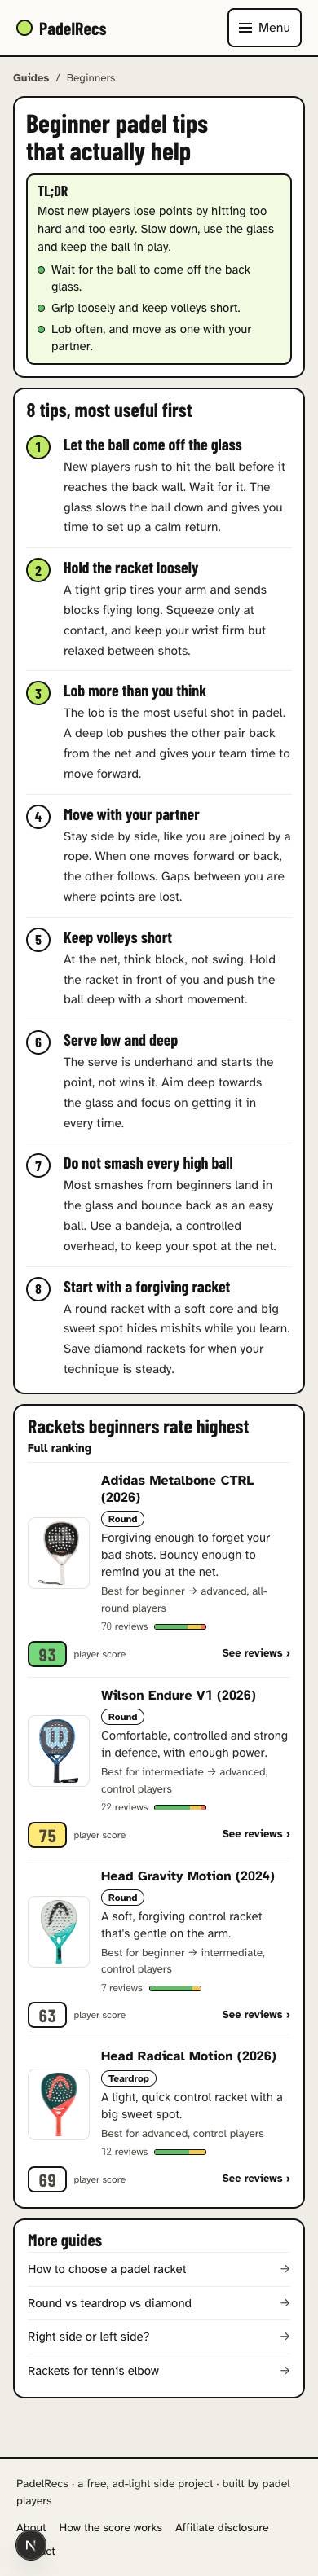 PadelRecs
Menu
Guides / Beginners
Beginner padel tips
that actually help
TL;DR
Most new players lose points by hitting too
hard and too early. Slow down, use the glass
and keep the ball in play.
Wait for the ball to come off the back
glass.
Grip loosely and keep volleys short.
Lob often, and move as one with your
partner.
8 tips, most useful first
1
Let the ball come off the glass
New players rush to hit the ball before it
reaches the back wall. Wait for it. The
glass slows the ball down and gives you
time to set up a calm return.
2
Hold the racket loosely
A tight grip tires your arm and sends
blocks flying long. Squeeze only at
contact, and keep your wrist firm but
relaxed between shots.
3
Lob more than you think
The lob is the most useful shot in padel.
A deep lob pushes the other pair back
from the net and gives your team time to
move forward.
4
Move with your partner
Stay side by side, like you are joined by a
rope. When one moves forward or back,
the other follows. Gaps between you are
where points are lost.
5
Keep volleys short
At the net, think block, not swing. Hold
the racket in front of you and push the
ball deep with a short movement.
6
Serve low and deep
The serve is underhand and starts the
point, not wins it. Aim deep towards
the glass and focus on getting it in
every time.
7
Do not smash every high ball
Most smashes from beginners land in
the glass and bounce back as an easy
ball. Use a bandeja, a controlled
overhead, to keep your spot at the net.
8
Start with a forgiving racket
A round racket with a soft core and big
sweet spot hides mishits while you learn.
Save diamond rackets for when your
technique is steady.
Rackets beginners rate highest
Full ranking
Adidas Metalbone CTRL
(2026)
Round
Forgiving enough to forget your
bad shots. Bouncy enough to
remind you at the net.
Best for beginner → advanced, all-
round players
70 reviews
93 player score See reviews ›
Wilson Endure V1 (2026)
Round
Comfortable, controlled and strong
in defence, with enough power.
Best for intermediate → advanced,
control players
22 reviews
75 player score See reviews ›
Head Gravity Motion (2024)
Round
A soft, forgiving control racket
that's gentle on the arm.
Best for beginner → intermediate,
control players
7 reviews
63 player score See reviews ›
Head Radical Motion (2026)
Teardrop
A light, quick control racket with a
big sweet spot.
Best for advanced, control players
12 reviews
69 player score See reviews ›
More guides
How to choose a padel racket →
Round vs teardrop vs diamond →
Right side or left side? →
Rackets for tennis elbow →
PadelRecs · a free, ad-light side project · built by padel
players
About How the score works Affiliate disclosure
N